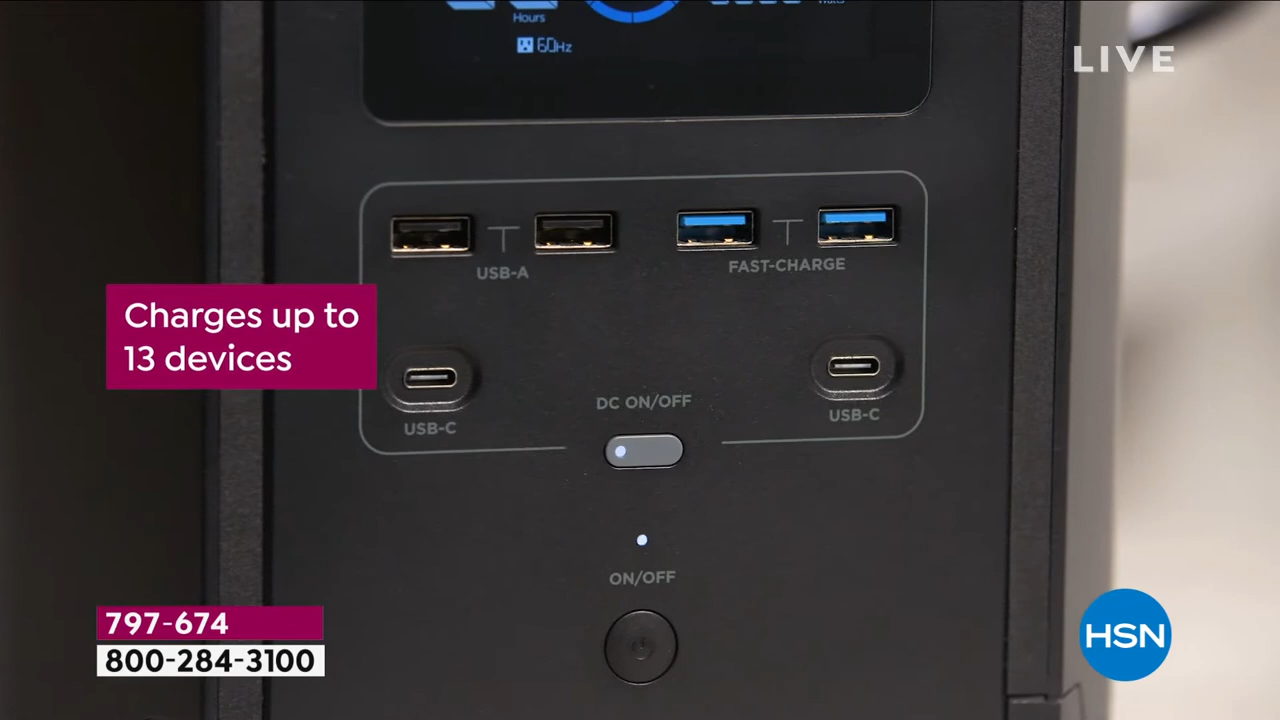 Hours
60Hz
LIVE
USB-A
FAST-CHARGE
Charges up to
13 devices
USB-C
DC ON/OFF
USB-C
ON/OFF
797-674
800-284-3100
HSN